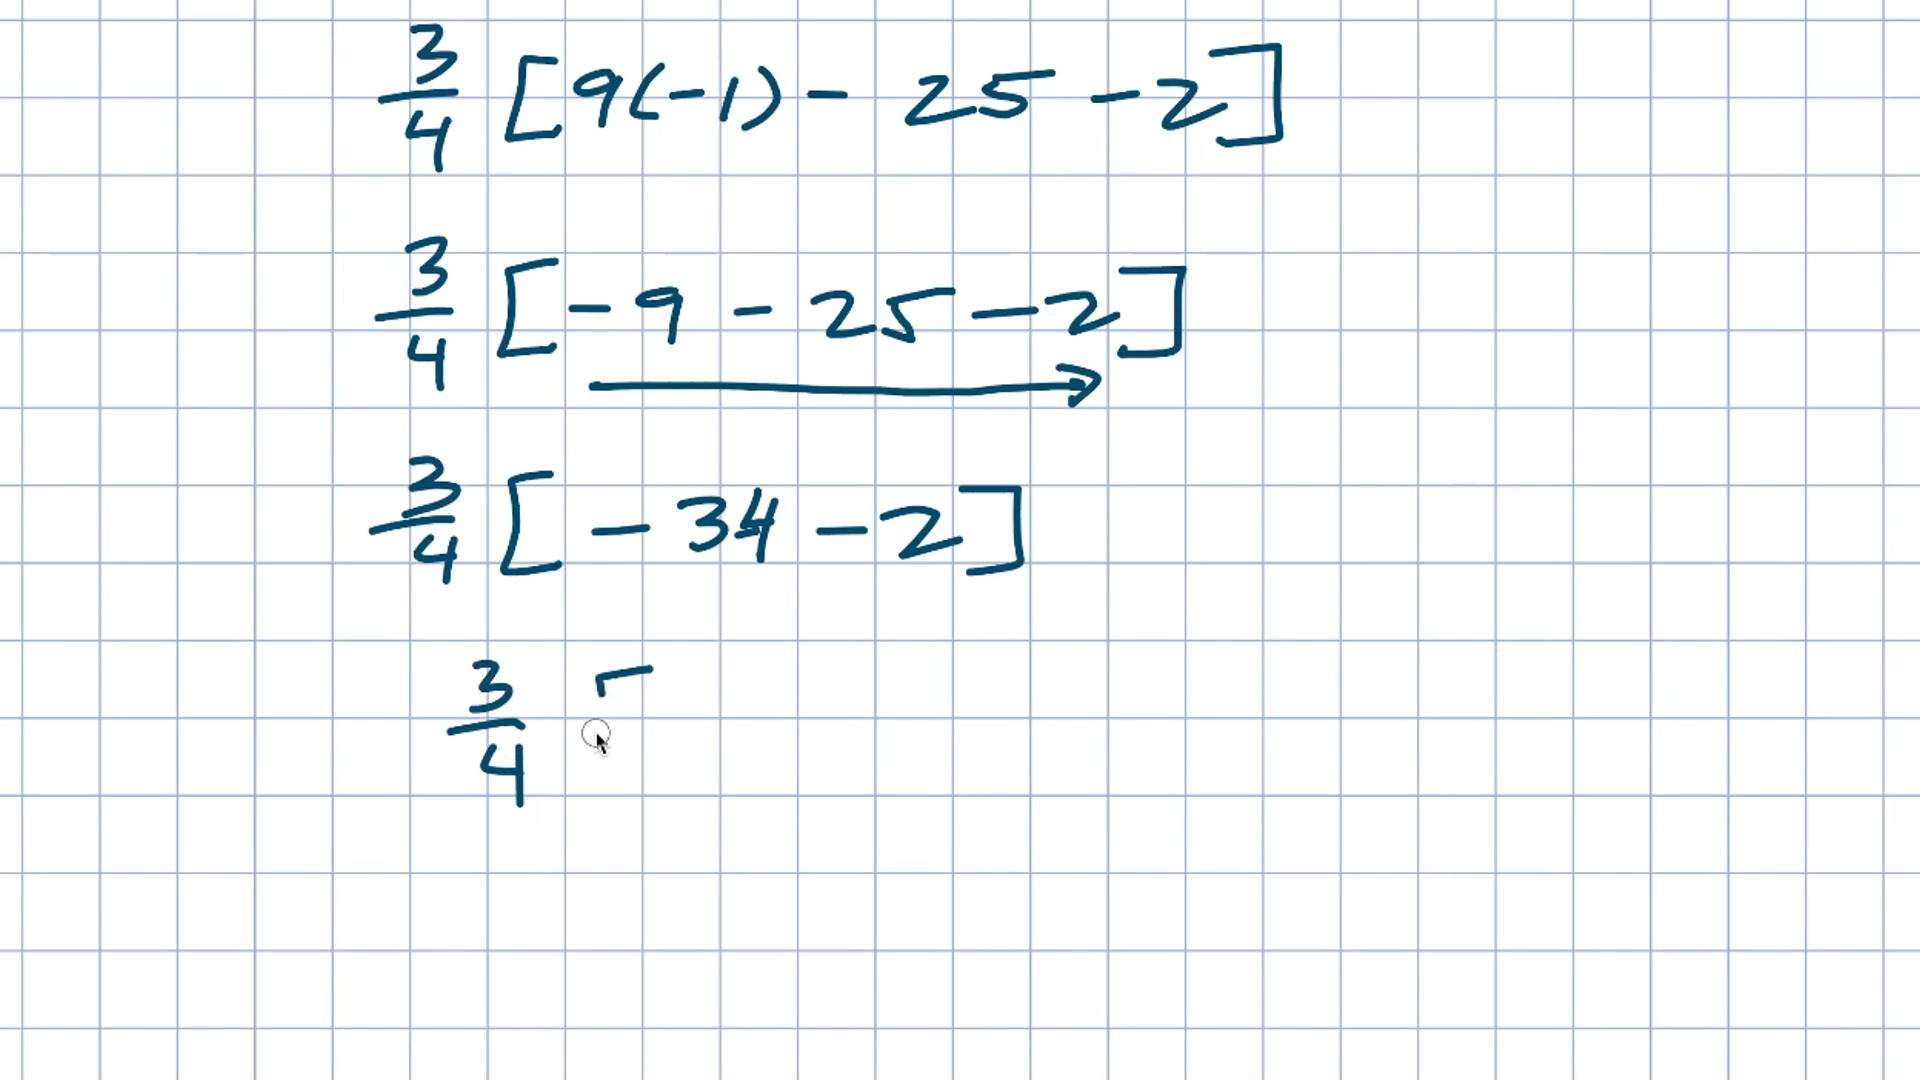 3/4 [9(-1) - 25 - 2]
3/4 [-9 - 25 - 2]
3/4 [-34 - 2]
3/4